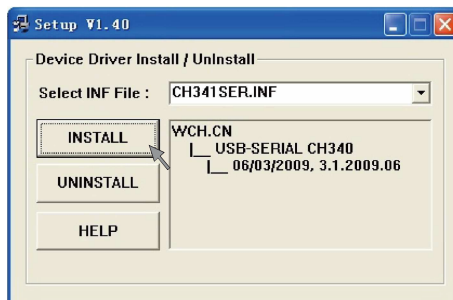 Setup V1.40
Device Driver Install / UnInstall
Select INF File : CH341SER.INF
INSTALL
UNINSTALL
HELP
WCH.CN
|__ USB-SERIAL CH340
|__ 06/03/2009, 3.1.2009.06